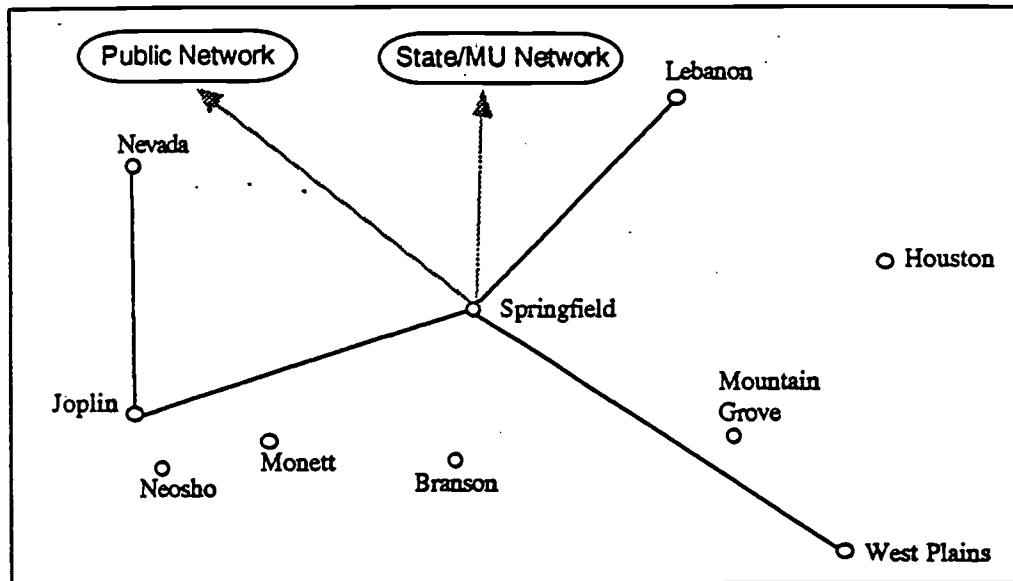 Public Network
State/MU Network
Lebanon
Nevada
Houston
Springfield
Mountain
Grove
Joplin
Monett
Neosho
Branson
West Plains